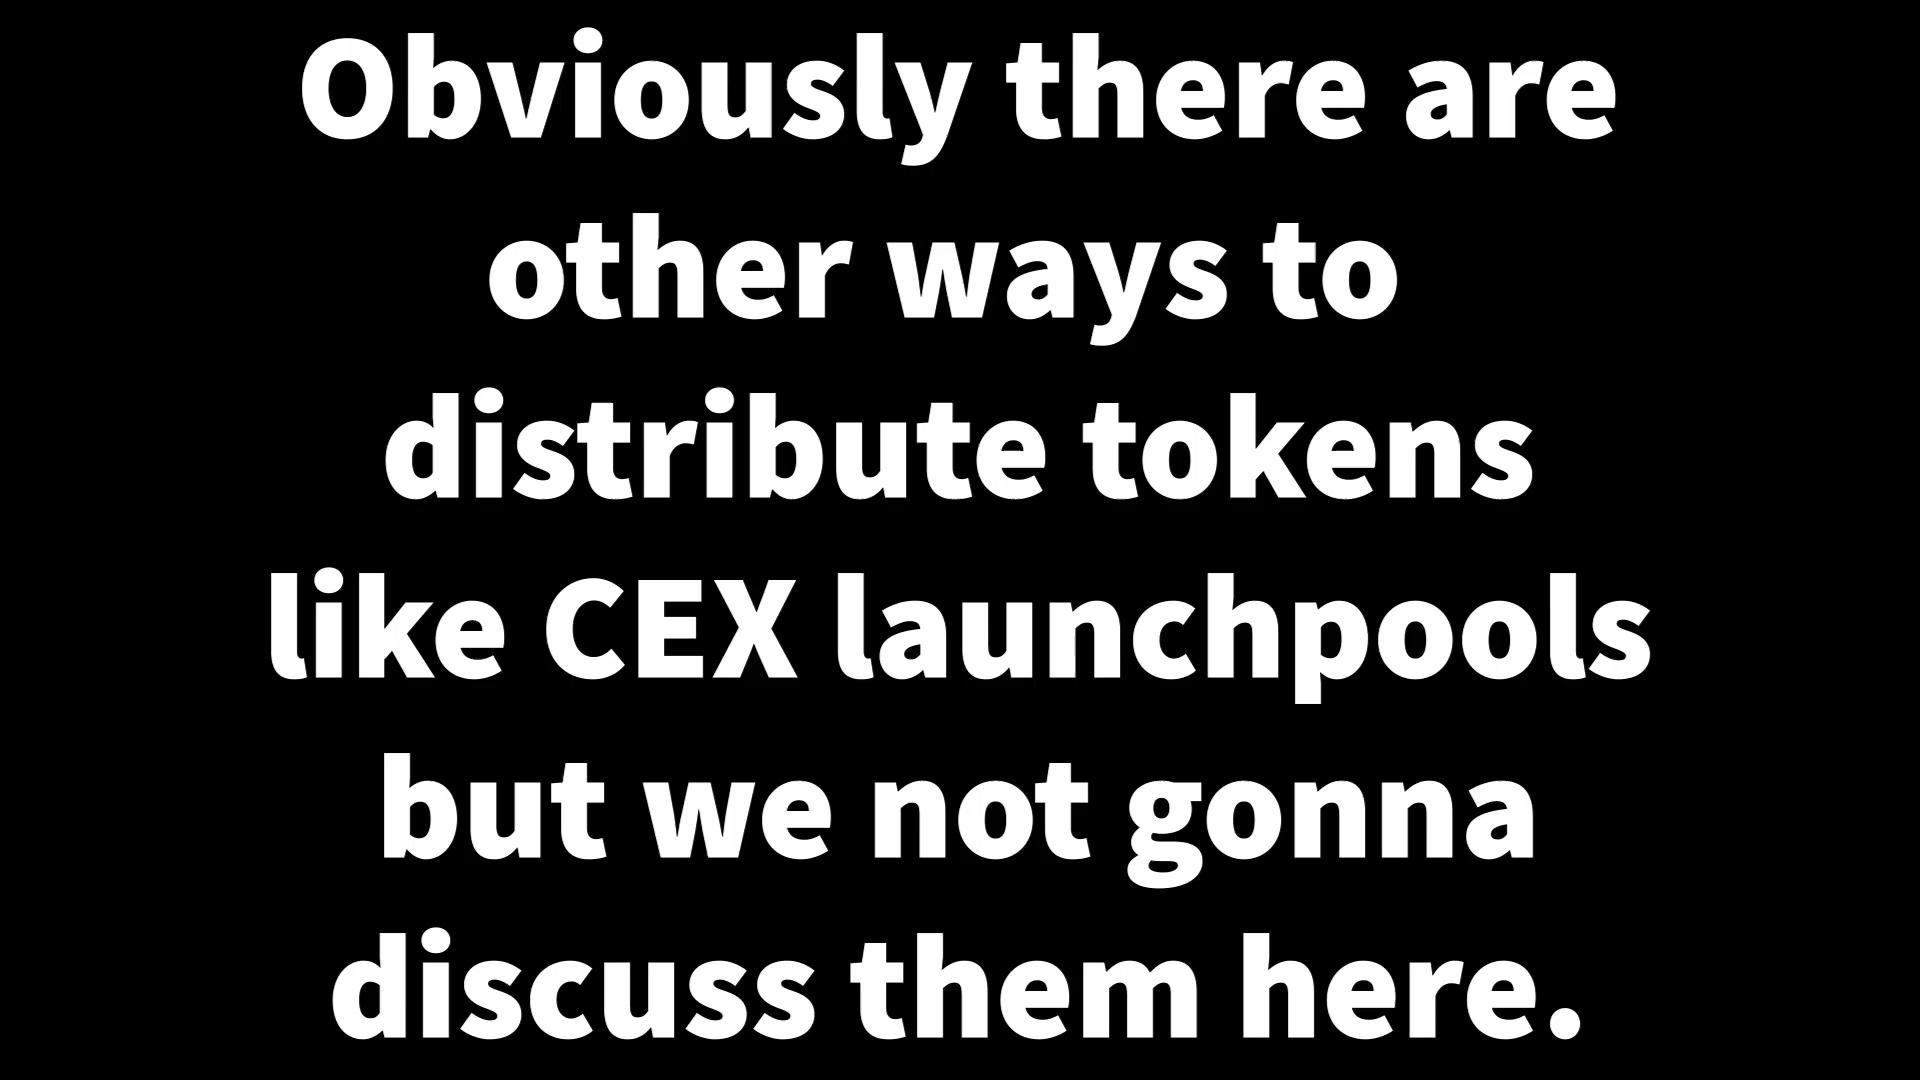 Obviously there are
other ways to
distribute tokens
like CEX launchpools
but we not gonna
discuss them here.